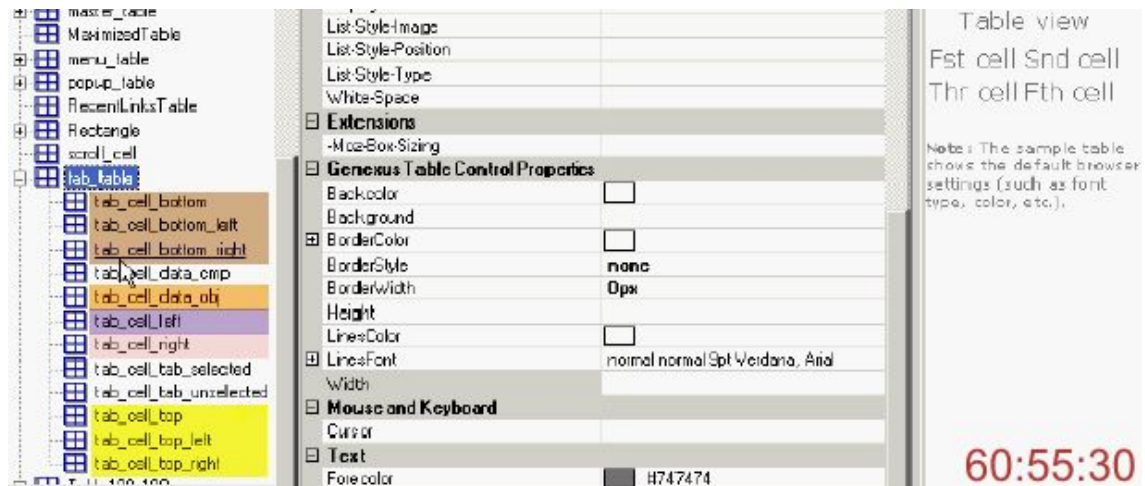 master_table
MaximizedTable
menu_table
popup_table
RecentLinksTable
Rectangle
scroll_cell
tab_table
tab_cell_bottom
tab_cell_bottom_left
tab_cell_bottom_right
tab_cell_data_cmp
tab_cell_data_obj
tab_cell_left
tab_cell_right
tab_cell_tab_selected
tab_cell_tab_unselected
tab_cell_top
tab_cell_top_left
tab_cell_top_right
List-Style-Image
List-Style-Position
List-Style-Type
White-Space
Extensions
-Moz-Box-Sizing
Genexus Table Control Properties
Backcolor
Background
BorderColor
BorderStyle none
BorderWidth 0px
Height
LinesColor
LinesFont normal normal 9pt Verdana, Arial
Width
Mouse and Keyboard
Cursor
Text
Forecolor #747474
Table view
Fst cell Snd cell
Thr cell Fth cell
Note: The sample table
shows the default browser
settings (such as font
type, color, etc.).
60:55:30